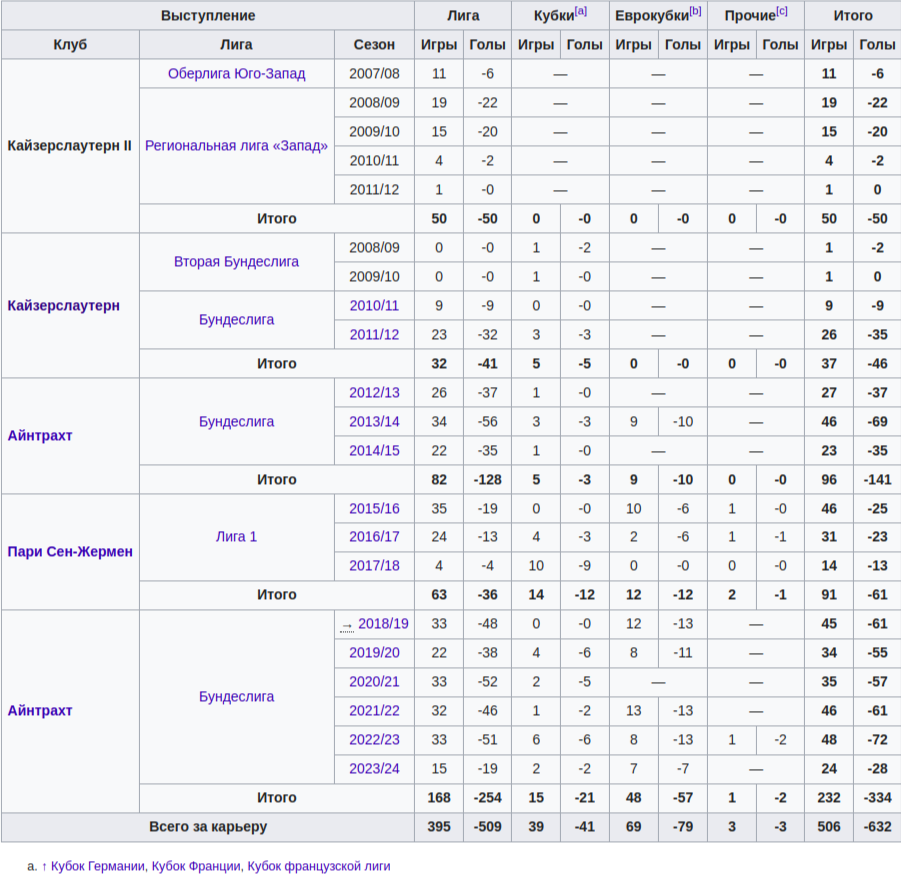 Выступление Лига Кубки[a] Еврокубки[b] Прочие[c] Итого
Клуб Лига Сезон Игры Голы Игры Голы Игры Голы Игры Голы Игры Голы
Кайзерслаутерн II Оберлига Юго-Запад 2007/08 11 -6 — — — 11 -6
Региональная лига «Запад» 2008/09 19 -22 — — — 19 -22
2009/10 15 -20 — — — 15 -20
2010/11 4 -2 — — — 4 -2
2011/12 1 -0 — — — 1 0
Итого 50 -50 0 -0 0 -0 0 -0 50 -50
Кайзерслаутерн Вторая Бундеслига 2008/09 0 -0 1 -2 — — 1 -2
2009/10 0 -0 1 -0 — — 1 0
Бундеслига 2010/11 9 -9 0 -0 — — 9 -9
2011/12 23 -32 3 -3 — — 26 -35
Итого 32 -41 5 -5 0 -0 0 -0 37 -46
Айнтрахт Бундеслига 2012/13 26 -37 1 -0 — — 27 -37
2013/14 34 -56 3 -3 9 -10 — 46 -69
2014/15 22 -35 1 -0 — — 23 -35
Итого 82 -128 5 -3 9 -10 0 -0 96 -141
Пари Сен-Жермен Лига 1 2015/16 35 -19 0 -0 10 -6 1 -0 46 -25
2016/17 24 -13 4 -3 2 -6 1 -1 31 -23
2017/18 4 -4 10 -9 0 -0 0 -0 14 -13
Итого 63 -36 14 -12 12 -12 2 -1 91 -61
Айнтрахт Бундеслига → 2018/19 33 -48 0 -0 12 -13 — 45 -61
2019/20 22 -38 4 -6 8 -11 — 34 -55
2020/21 33 -52 2 -5 — — 35 -57
2021/22 32 -46 1 -2 13 -13 — 46 -61
2022/23 33 -51 6 -6 8 -13 1 -2 48 -72
2023/24 15 -19 2 -2 7 -7 — 24 -28
Итого 168 -254 15 -21 48 -57 1 -2 232 -334
Всего за карьеру 395 -509 39 -41 69 -79 3 -3 506 -632
a. ↑ Кубок Германии, Кубок Франции, Кубок французской лиги